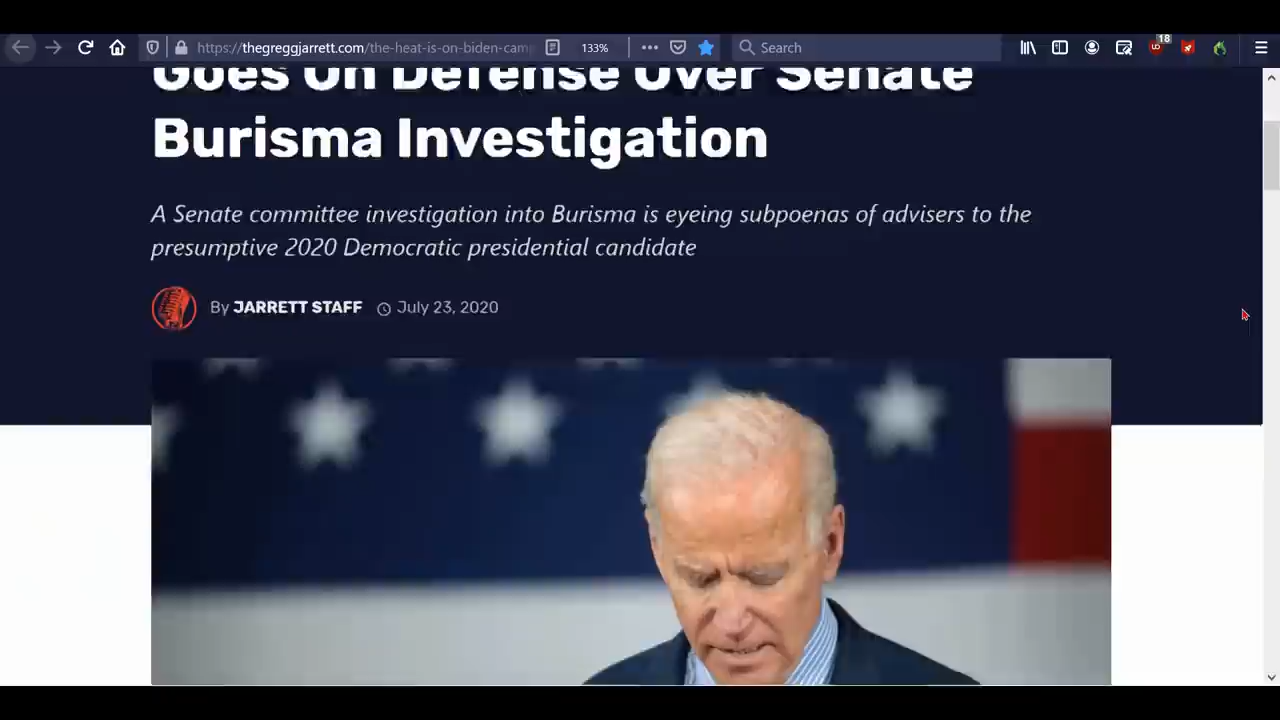 https://thegreggjarrett.com/the-heat-is-on-biden-camp
133%
Search
18
Goes On Defense Over Senate
Burisma Investigation
A Senate committee investigation into Burisma is eyeing subpoenas of advisers to the
presumptive 2020 Democratic presidential candidate
By JARRETT STAFF July 23, 2020